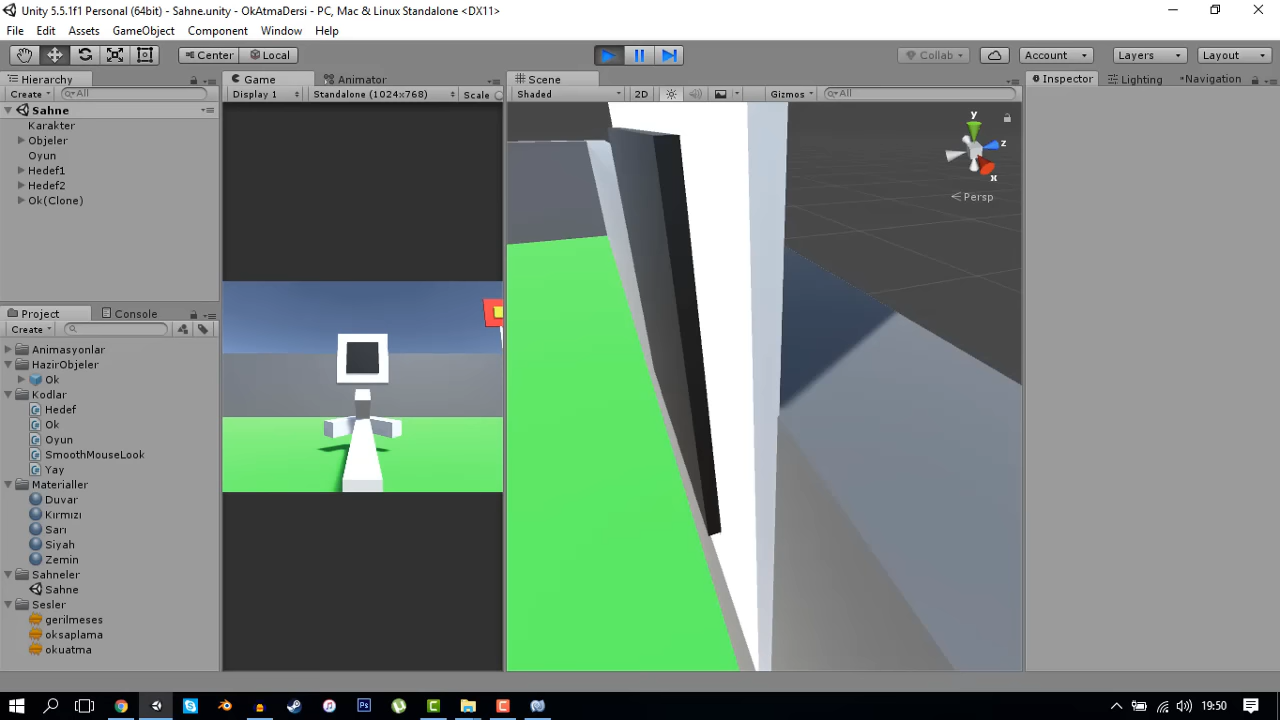 Unity 5.5.1f1 Personal (64bit) - Sahne.unity - OkAtmaDersi - PC, Mac & Linux Standalone <DX11>
File Edit Assets GameObject Component Window Help
Center Local Collab Account Layers Layout
Hierarchy Game Animator Scene Inspector Lighting Navigation
Create All Display 1 Standalone (1024x768) Scale Shaded 2D Gizmos All
Sahne
Karakter
Objeler
Oyun
Hedef1
Hedef2
Ok(Clone)
y
z
x
Persp
Project Console
Create
Animasyonlar
HazirObjeler
Ok
Kodlar
Hedef
Ok
Oyun
SmoothMouseLook
Yay
Materialler
Duvar
Kırmızı
Sarı
Siyah
Zemin
Sahneler
Sahne
Sesler
gerilmeses
oksaplama
okuatma
19:50